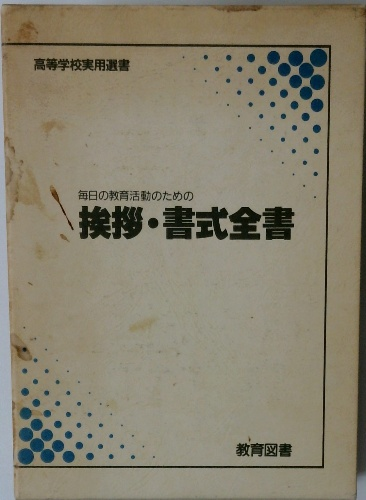 高等学校実用選書
毎日の教育活動のための
挨拶・書式全書
教育図書